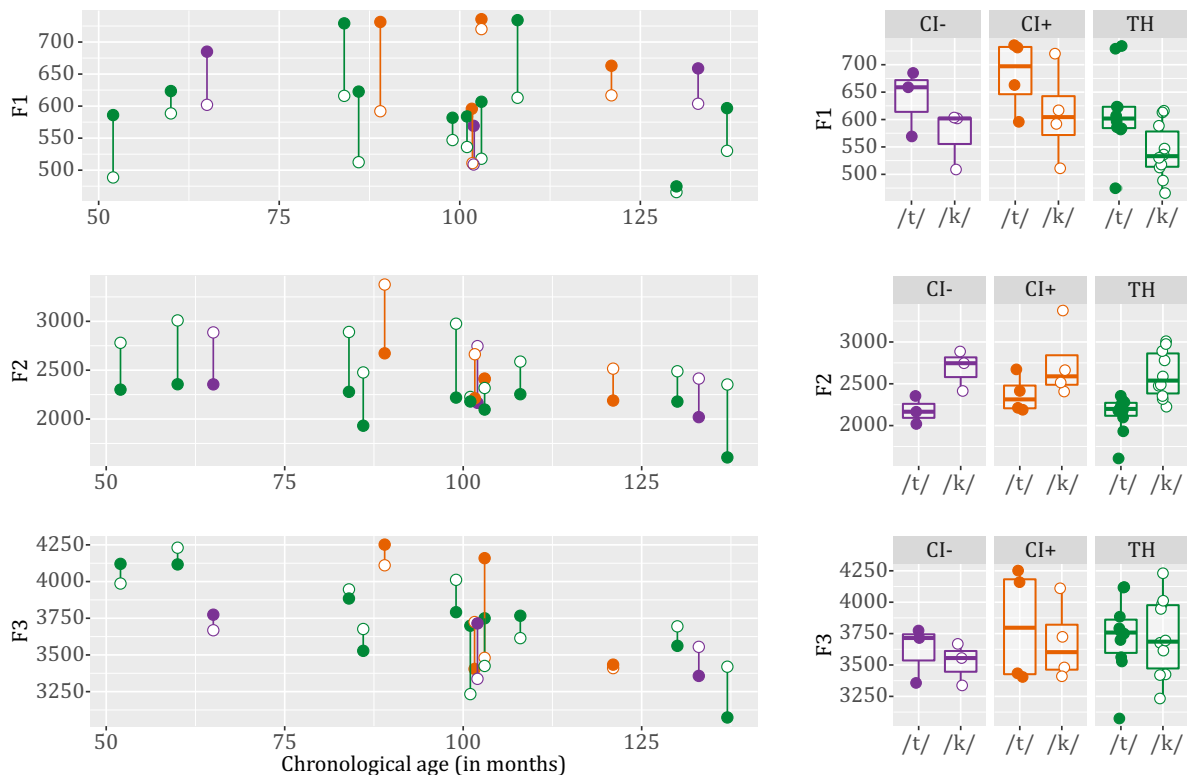 F1
700
650
600
550
500
50
75
100
125
CI-
CI+
TH
F1
700
650
600
550
500
/t/ /k/
/t/ /k/
/t/ /k/
F2
3000
2500
2000
50
75
100
125
CI-
CI+
TH
F2
3000
2500
2000
/t/ /k/
/t/ /k/
/t/ /k/
F3
4250
4000
3750
3500
3250
50
75
100
125
Chronological age (in months)
CI-
CI+
TH
F3
4250
4000
3750
3500
3250
/t/ /k/
/t/ /k/
/t/ /k/